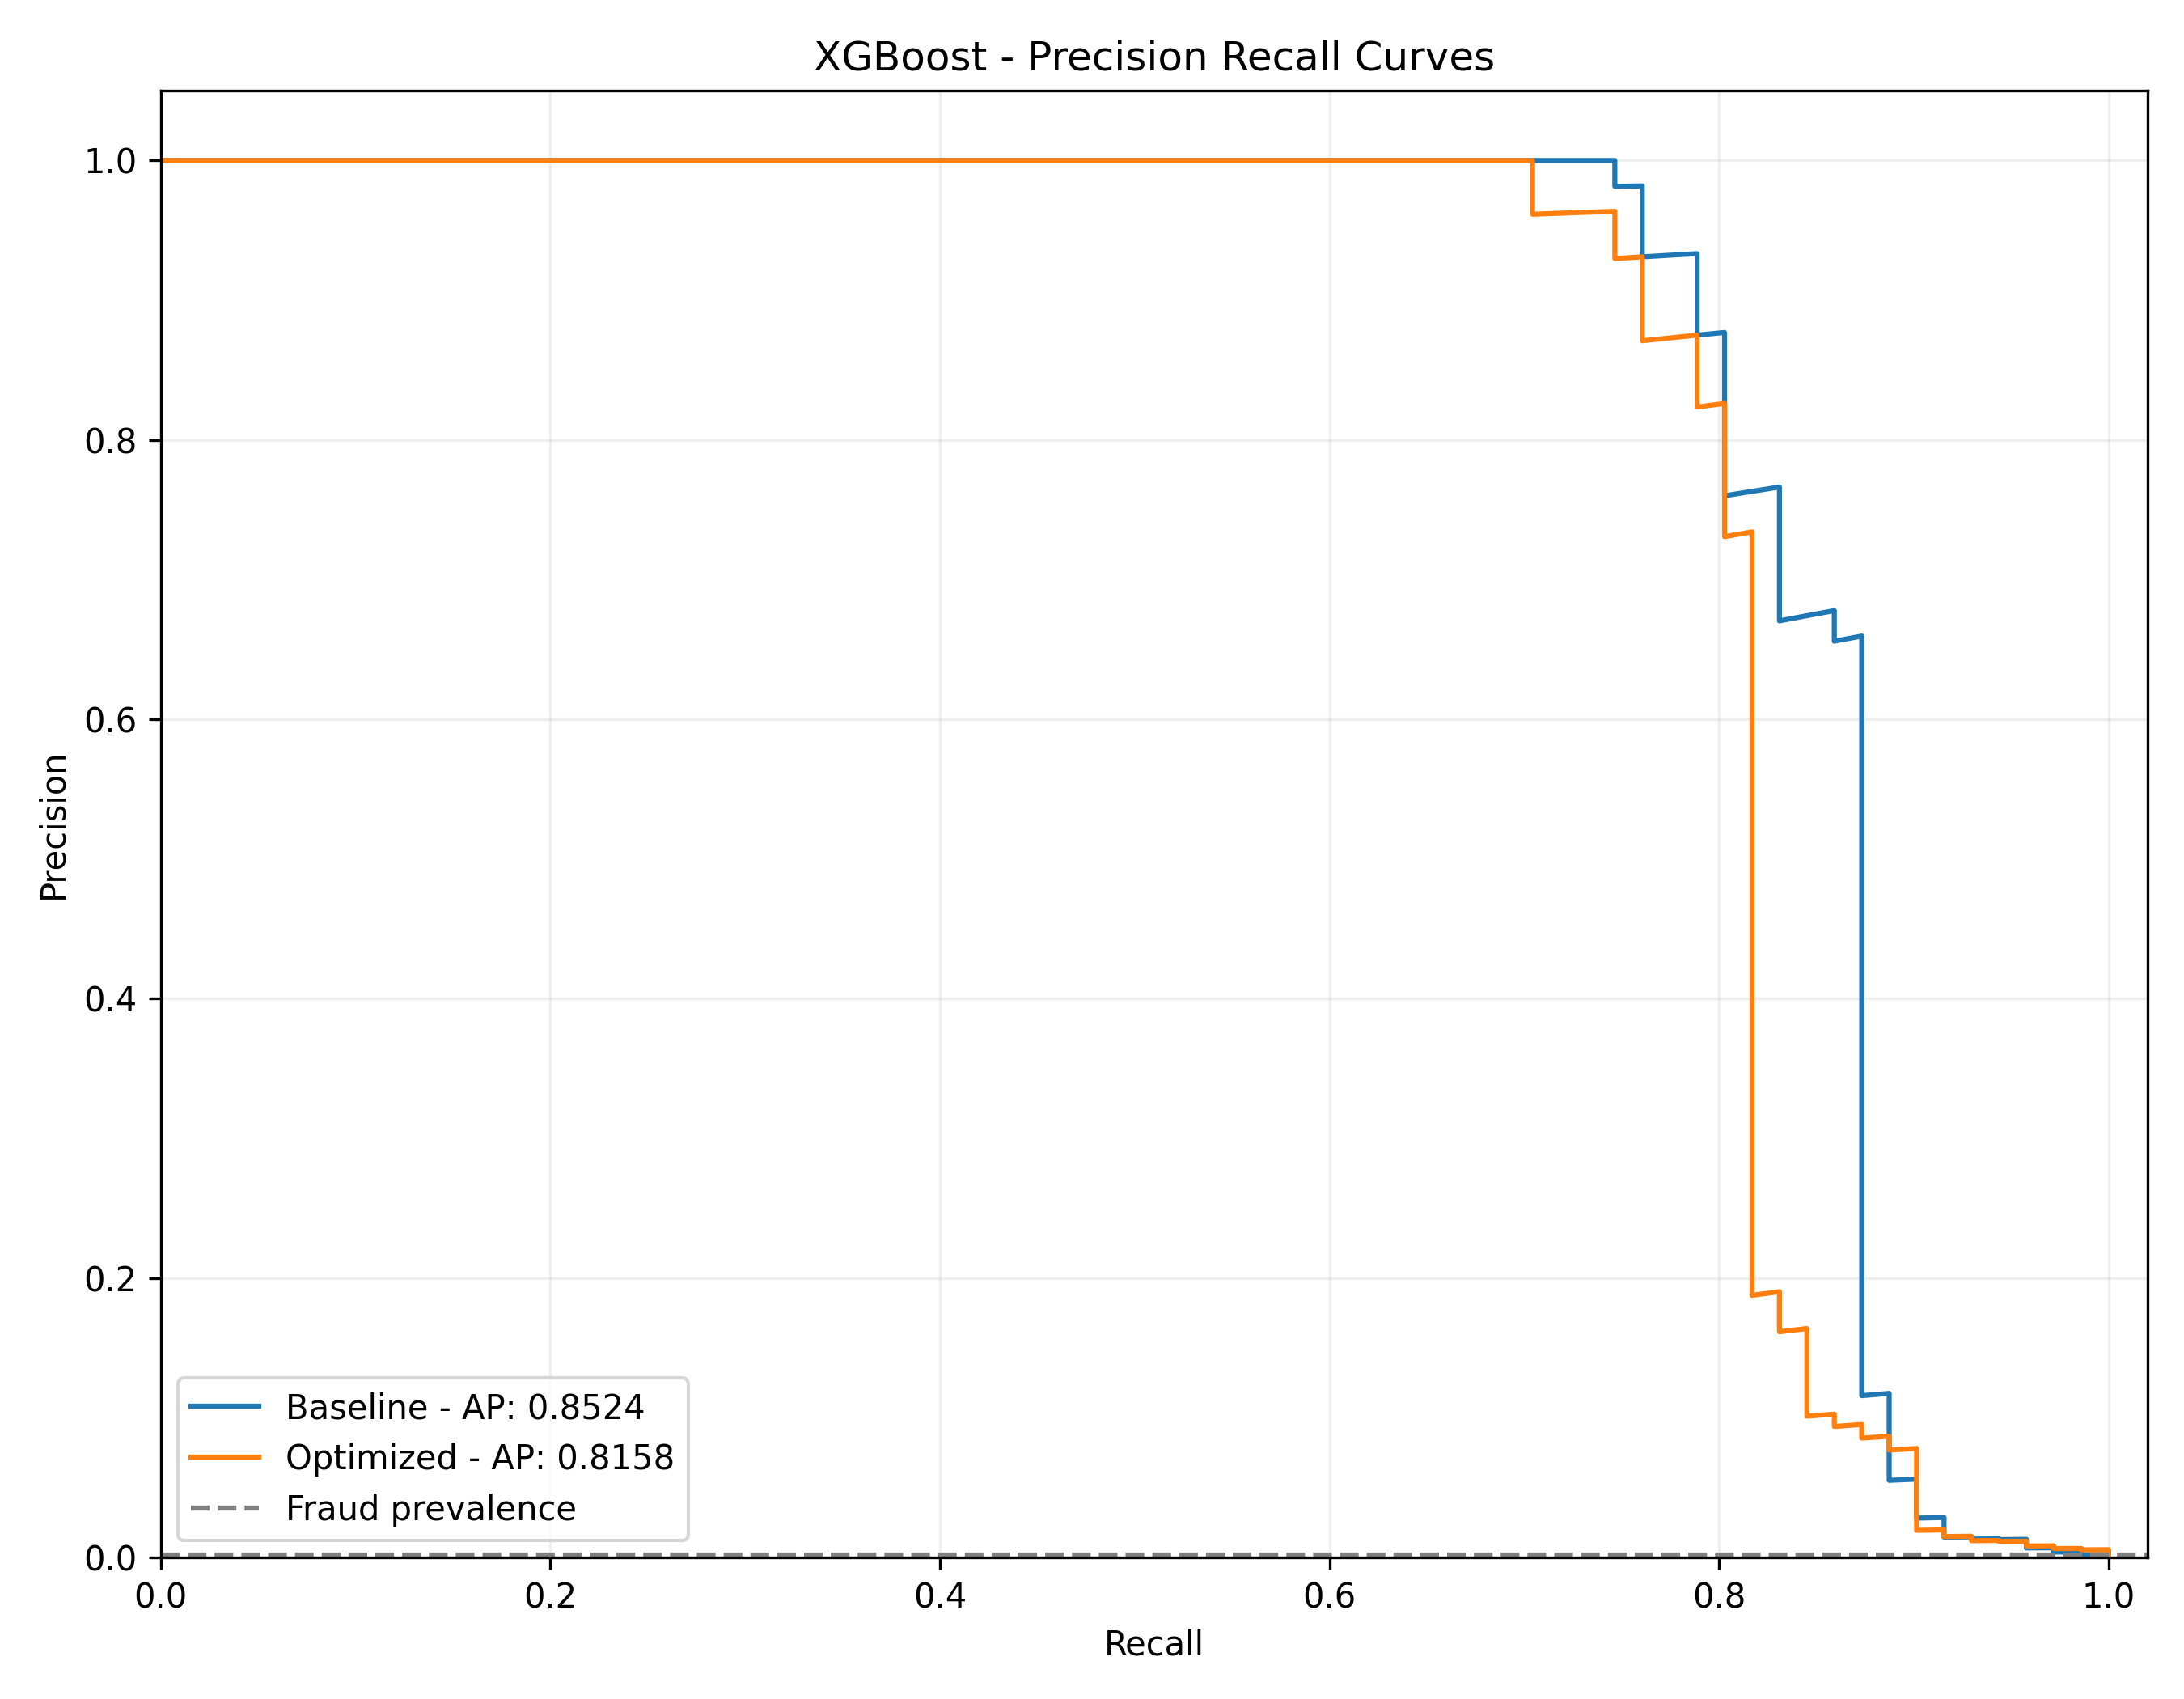 XGBoost - Precision Recall Curves
1.0
0.8
0.6
0.4
0.2
0.0
Precision
Baseline - AP: 0.8524
Optimized - AP: 0.8158
Fraud prevalence
0.0 0.2 0.4 0.6 0.8 1.0
Recall